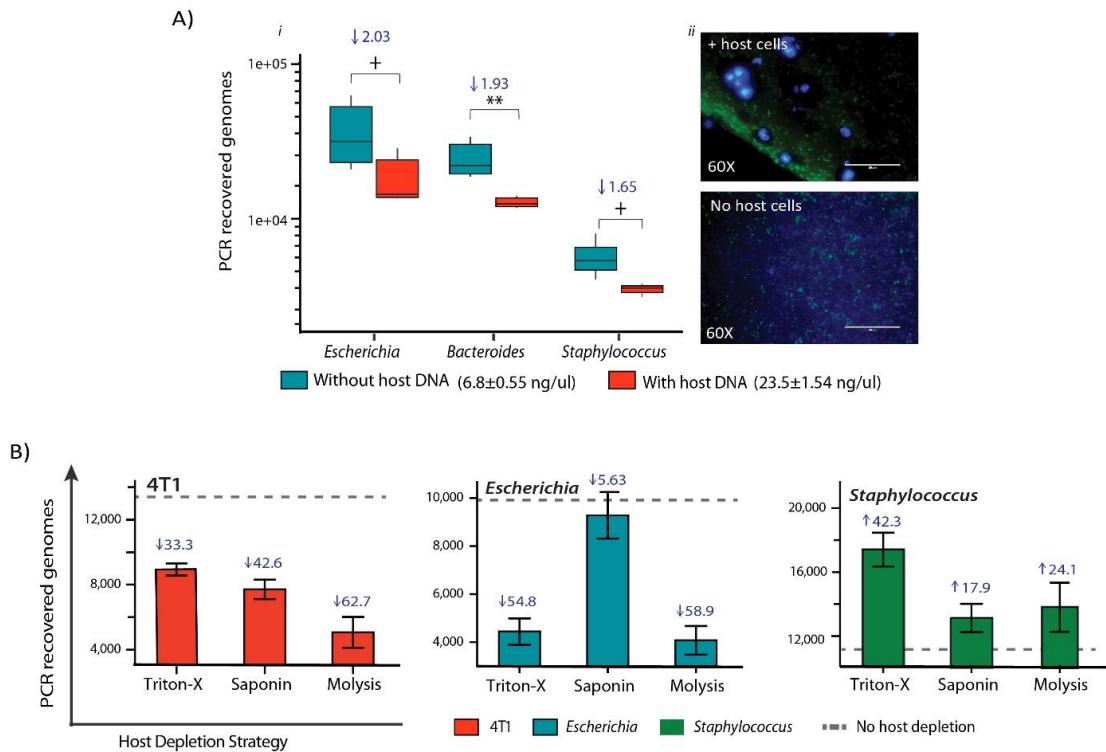 A)
i
ii
PCR recovered genomes
1e+05
1e+04
↓2.03
+
↓1.93
**
↓1.65
+
Escherichia
Bacteroides
Staphylococcus
Without host DNA (6.8±0.55 ng/ul)
With host DNA (23.5±1.54 ng/ul)
+ host cells
60X
No host cells
60X
B)
PCR recovered genomes
Host Depletion Strategy
4T1
12,000
8,000
4,000
↓33.3
↓42.6
↓62.7
Triton-X
Saponin
Molysis
Escherichia
10,000
8,000
6,000
4,000
↓54.8
↓5.63
↓58.9
Triton-X
Saponin
Molysis
Staphylococcus
20,000
16,000
12,000
↑42.3
↑17.9
↑24.1
Triton-X
Saponin
Molysis
4T1
Escherichia
Staphylococcus
No host depletion